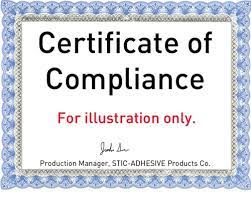 Certificate of
Compliance
For illustration only.
Production Manager, STIC-ADHESIVE Products Co.